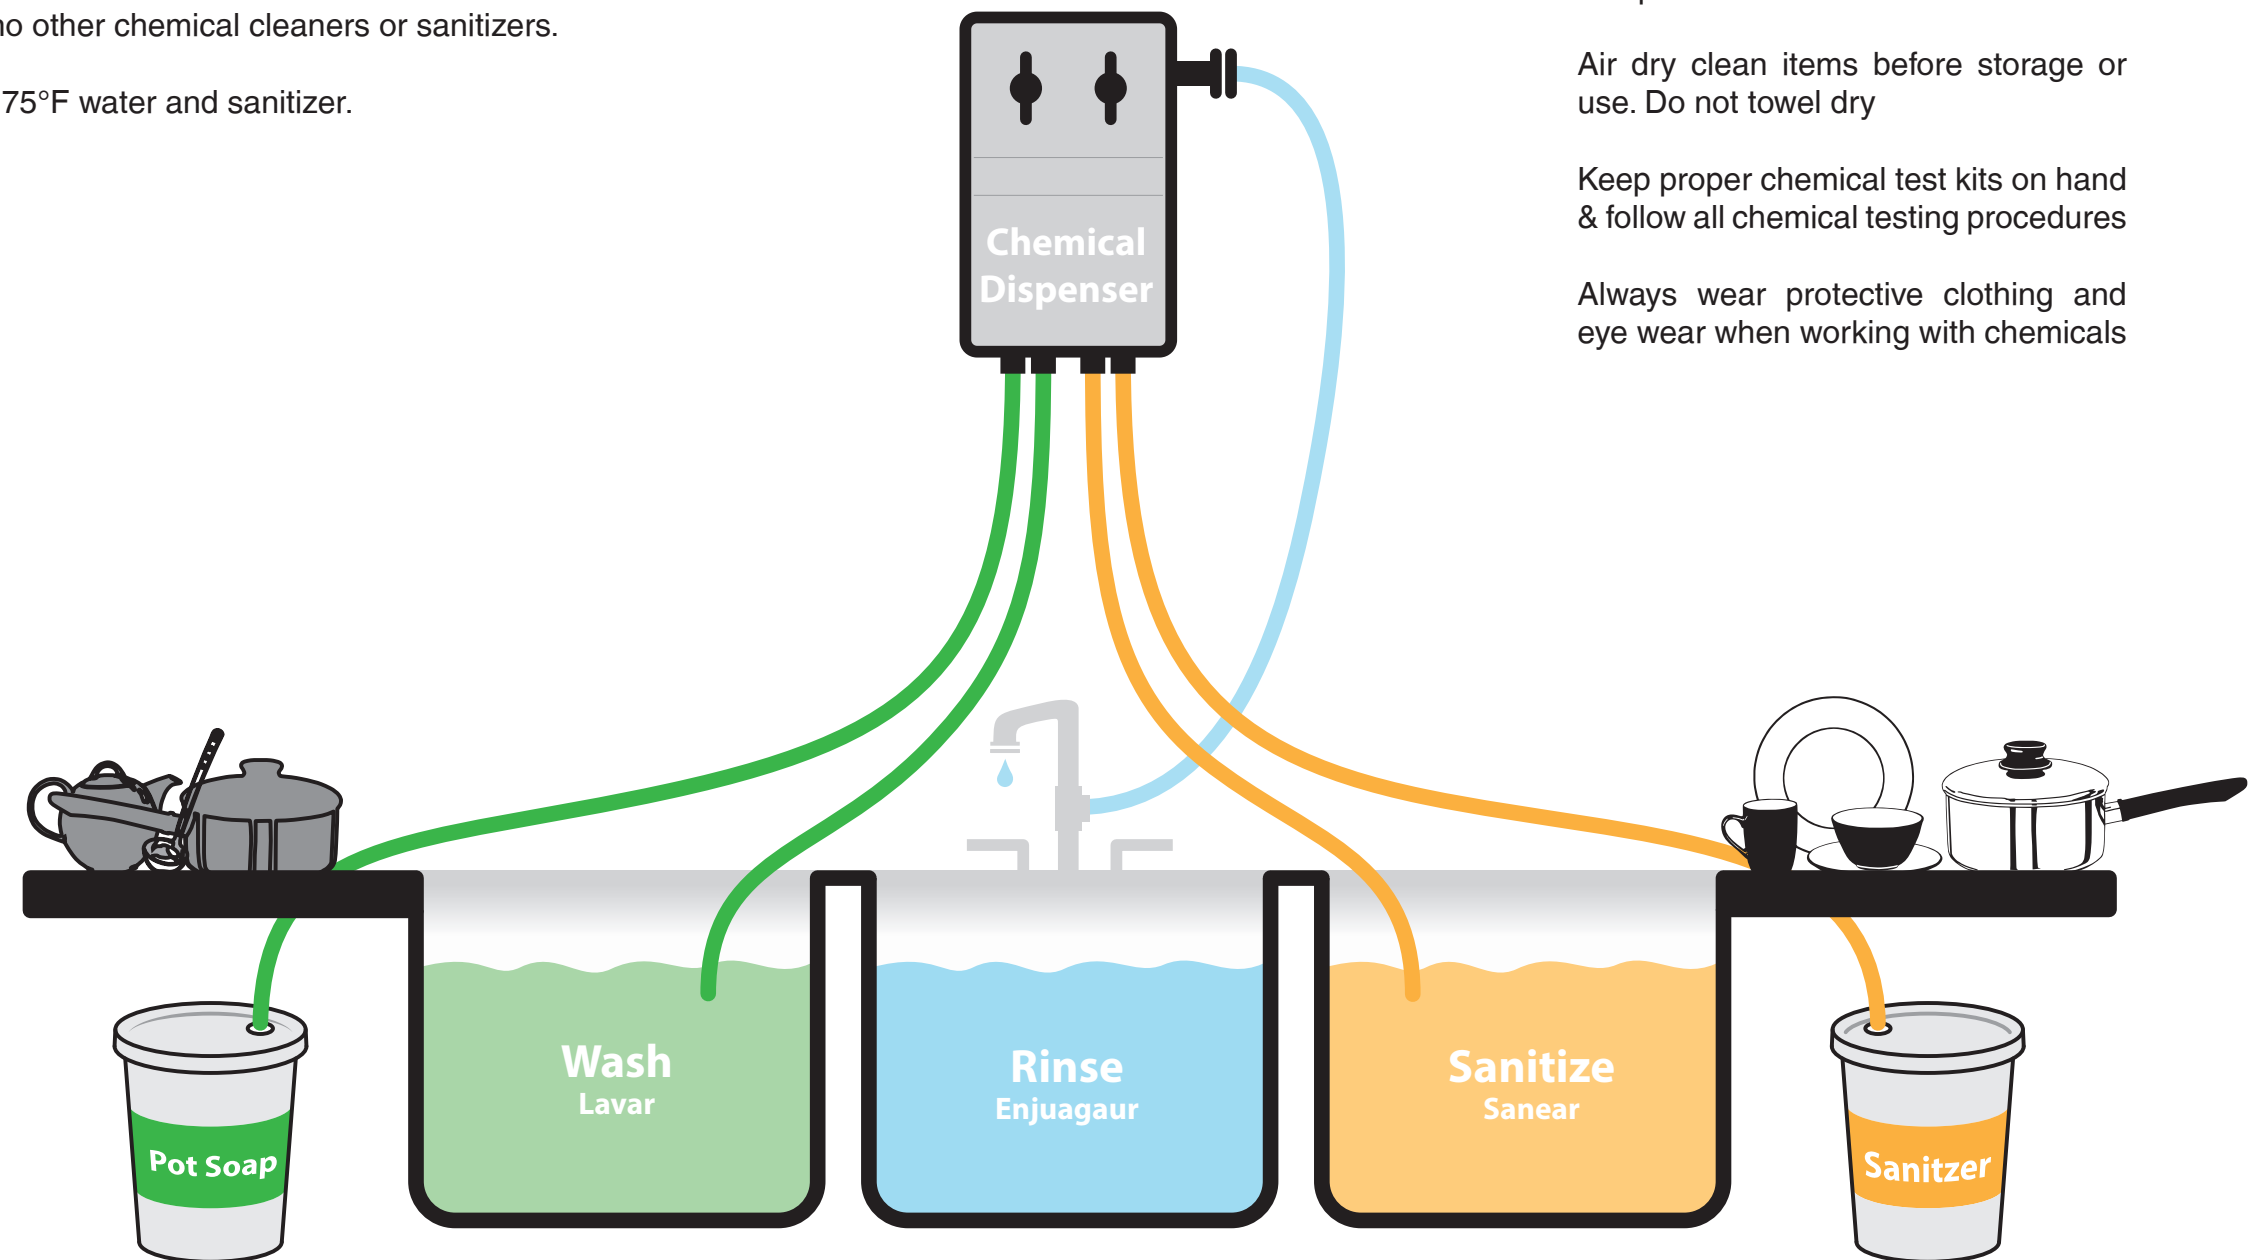 no other chemical cleaners or sanitizers.
75°F water and sanitizer.
Air dry clean items before storage or
use. Do not towel dry
Keep proper chemical test kits on hand
& follow all chemical testing procedures
Always wear protective clothing and
eye wear when working with chemicals
Chemical
Dispenser
Wash
Lavar
Rinse
Enjuagaur
Sanitize
Sanear
Pot Soap
Sanitzer